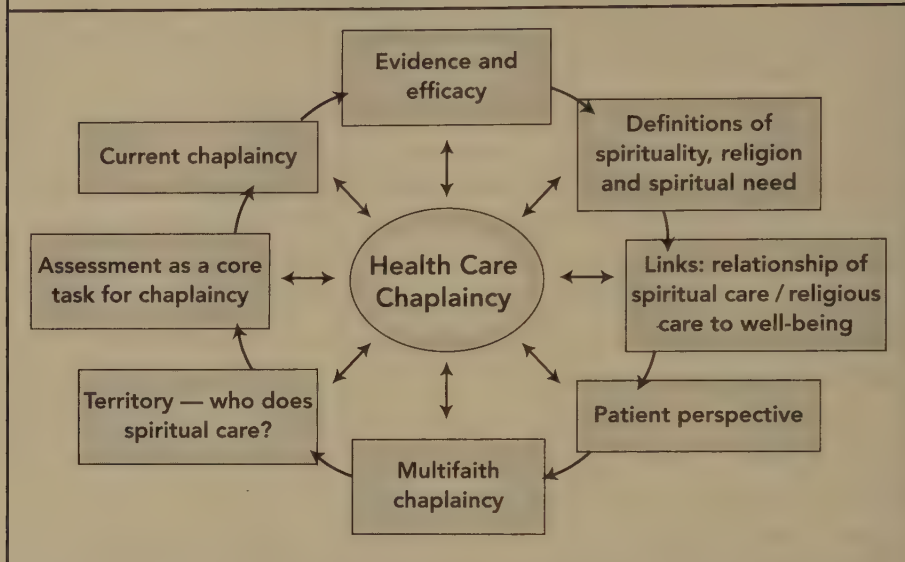 Evidence and
efficacy
Definitions of
spirituality, religion
and spiritual need
Links: relationship of
spiritual care / religious
care to well-being
Patient perspective
Multifaith
chaplaincy
Territory — who does
spiritual care?
Assessment as a core
task for chaplaincy
Current chaplaincy
Health Care
Chaplaincy